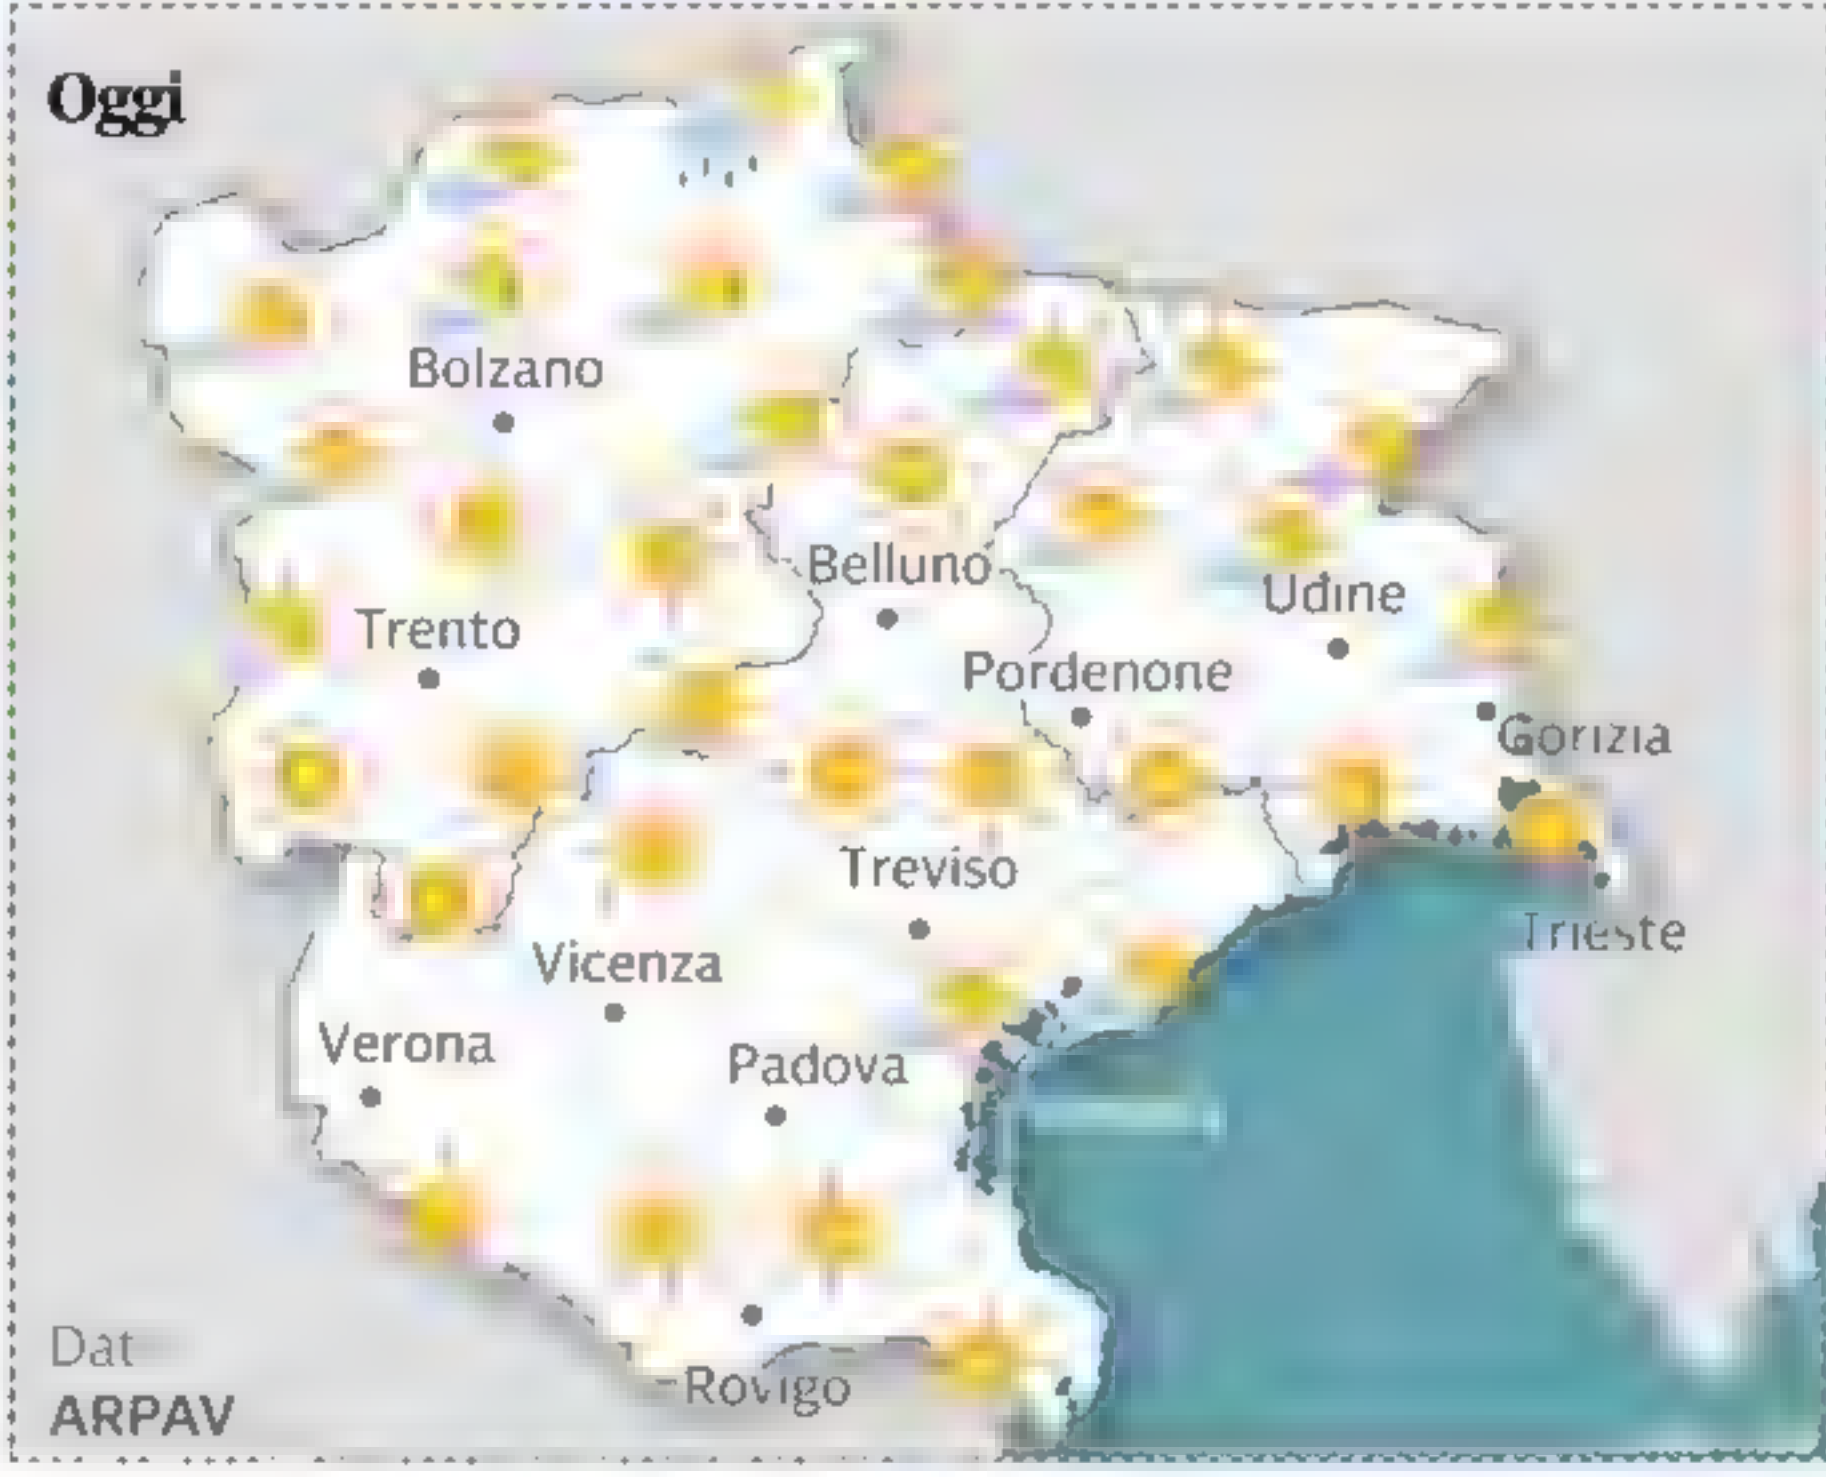 Oggi
Bolzano
Belluno
Udine
Trento
Pordenone
Gorizia
Treviso
Trieste
Vicenza
Verona
Padova
Rovigo
Dat
ARPAV